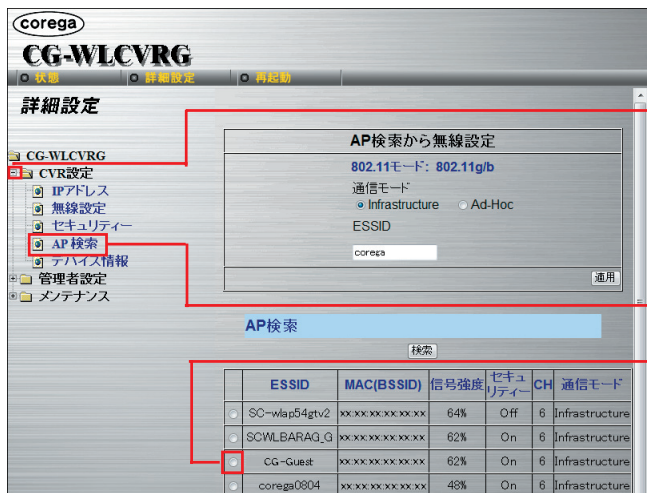 corega
CG-WLCVRG
状態 詳細設定 再起動
詳細設定
CG-WLCVRG
CVR設定
IPアドレス
無線設定
セキュリティー
AP 検索
デバイス情報
管理者設定
メンテナンス
AP検索から無線設定
802.11モード: 802.11g/b
通信モード
Infrastructure Ad-Hoc
ESSID
corega
適用
AP検索
検索
ESSID MAC(BSSID) 信号強度 セキュリティー CH 通信モード
SC-wlap54gtv2 xx:xx:xx:xx:xx:xx 64% Off 6 Infrastructure
SCWLBARAG_G xx:xx:xx:xx:xx:xx 62% On 6 Infrastructure
CG-Guest xx:xx:xx:xx:xx:xx 62% On 6 Infrastructure
corega0804 xx:xx:xx:xx:xx:xx 48% On 6 Infrastructure